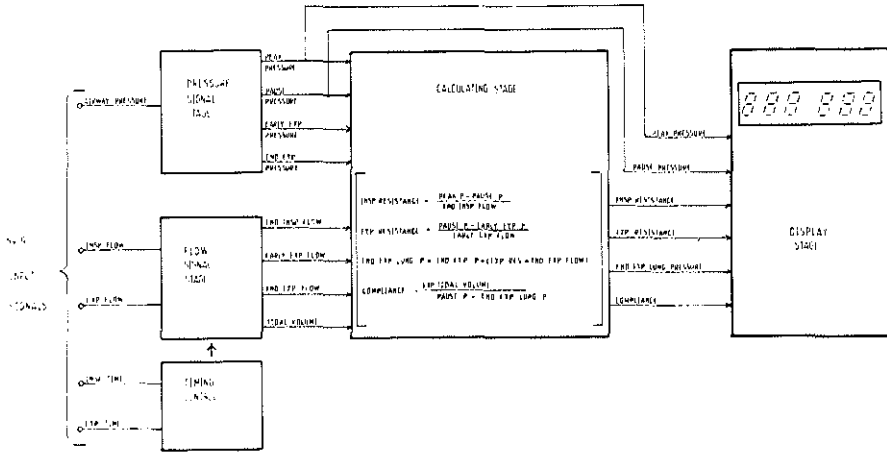 PEAK
PRESSURE
PAUSE
PRESSURE
EARLY EXP
PRESSURE
END EXP
PRESSURE
PRESSURE
SIGNAL
STAGE
AIRWAY PRESSURE
CALCULATING STAGE
888 888
PEAK PRESSURE
PAUSE PRESSURE
INSP RESISTANCE
EXP RESISTANCE
END EXP LUNG PRESSURE
COMPLIANCE
DISPLAY
STAGE
INSP RESISTANCE = PEAK P - PAUSE P
END INSP FLOW
EXP RESISTANCE = PAUSE P - EARLY EXP P
EARLY EXP FLOW
END EXP LUNG P = END EXP P + (EXP RES × END EXP FLOW)
COMPLIANCE = EXP TIDAL VOLUME
PAUSE P - END EXP LUNG P
END INSP FLOW
EARLY EXP FLOW
END EXP FLOW
TIDAL VOLUME
FLOW
SIGNAL
STAGE
INSP FLOW
EXP FLOW
INPUT
SIGNALS
INSP TIME
EXP TIME
TIMING
CONTROL